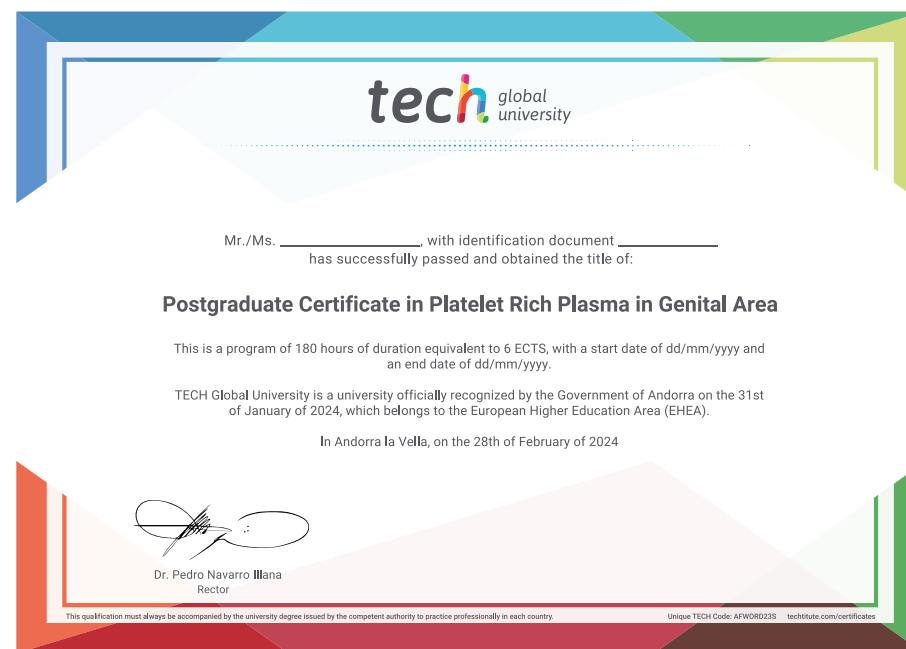 tech global university
Mr./Ms. ____________________, with identification document ______________
has successfully passed and obtained the title of:
Postgraduate Certificate in Platelet Rich Plasma in Genital Area
This is a program of 180 hours of duration equivalent to 6 ECTS, with a start date of dd/mm/yyyy and
an end date of dd/mm/yyyy.
TECH Global University is a university officially recognized by the Government of Andorra on the 31st
of January of 2024, which belongs to the European Higher Education Area (EHEA).
In Andorra la Vella, on the 28th of February of 2024
Dr. Pedro Navarro Illana
Rector
This qualification must always be accompanied by the university degree issued by the competent authority to practice professionally in each country.
Unique TECH Code: AFWORD23S techtitute.com/certificates